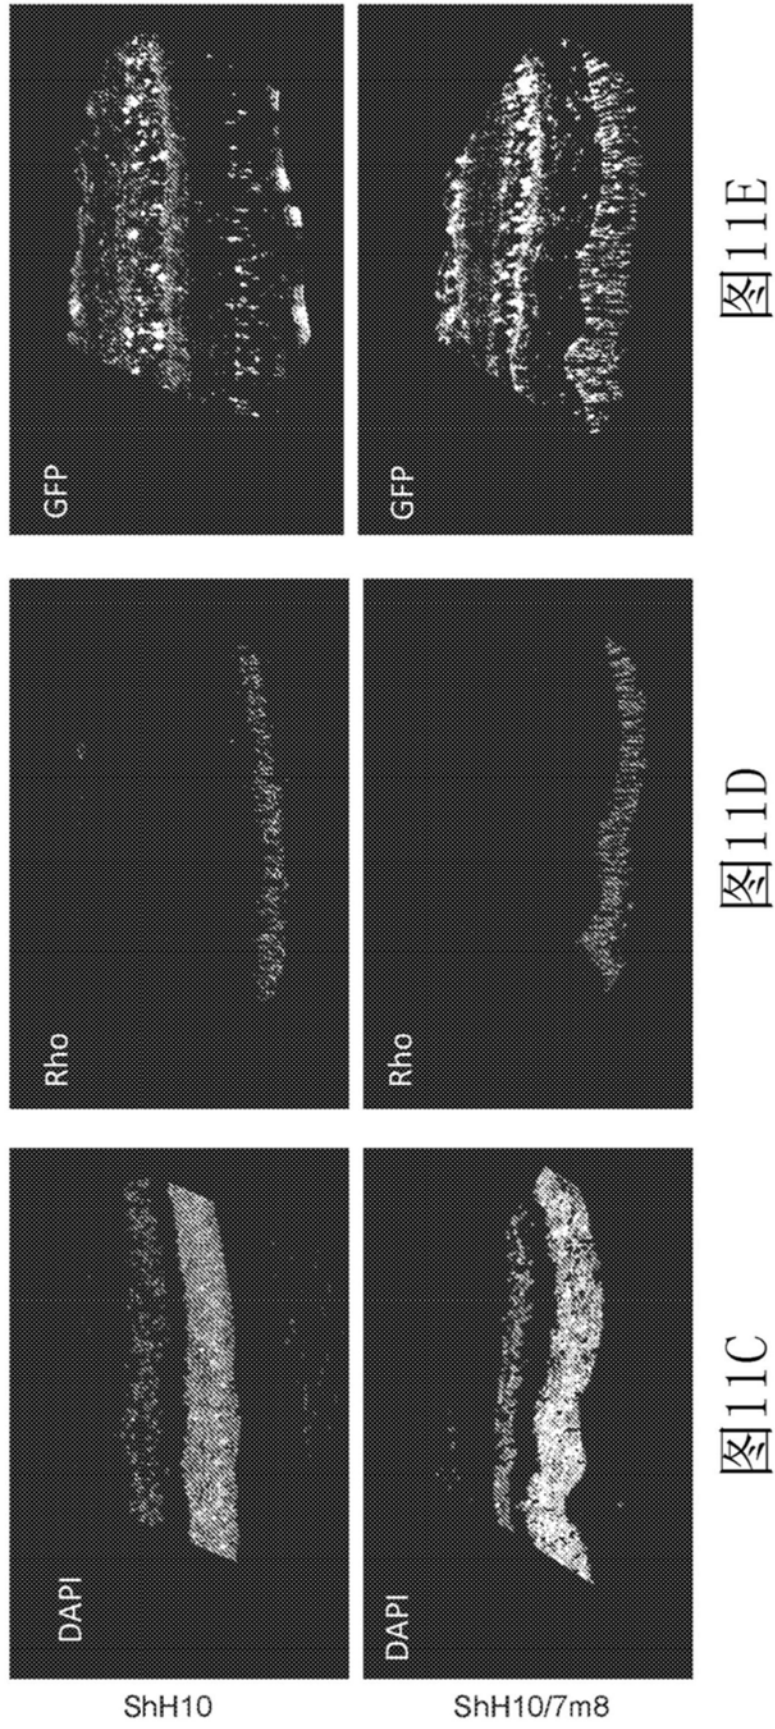 ShH10
ShH10/7m8
DAPI
DAPI
图11C
Rho
Rho
图11D
GFP
GFP
图11E